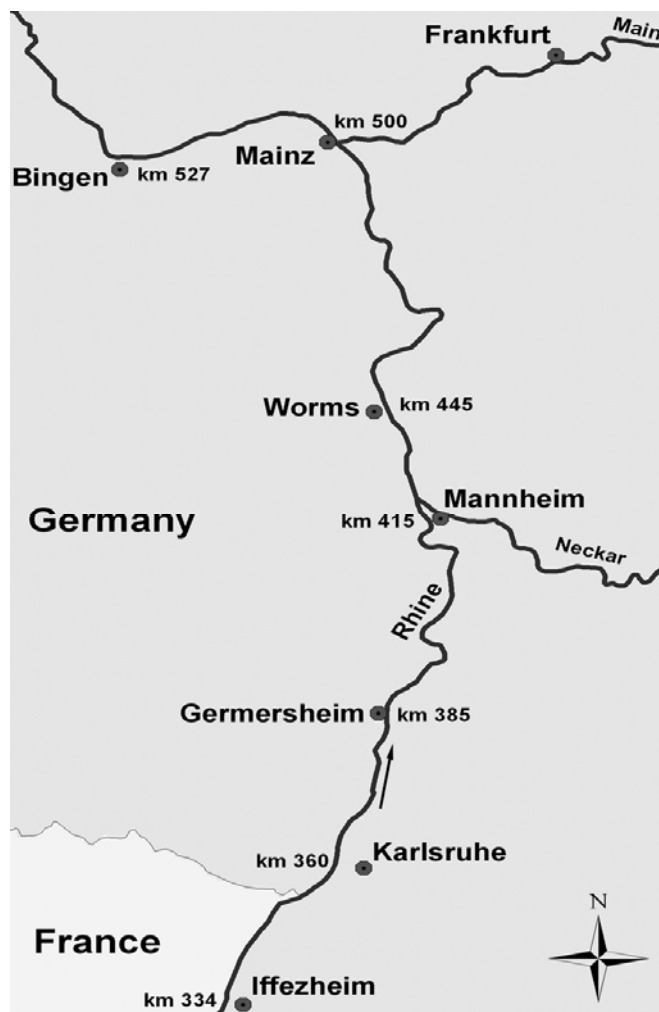 Frankfurt
Main
km 500
Mainz
Bingen
km 527
Worms
km 445
Mannheim
Germany
km 415
Neckar
Rhine
Germersheim
km 385
km 360
Karlsruhe
N
France
Iffezheim
km 334